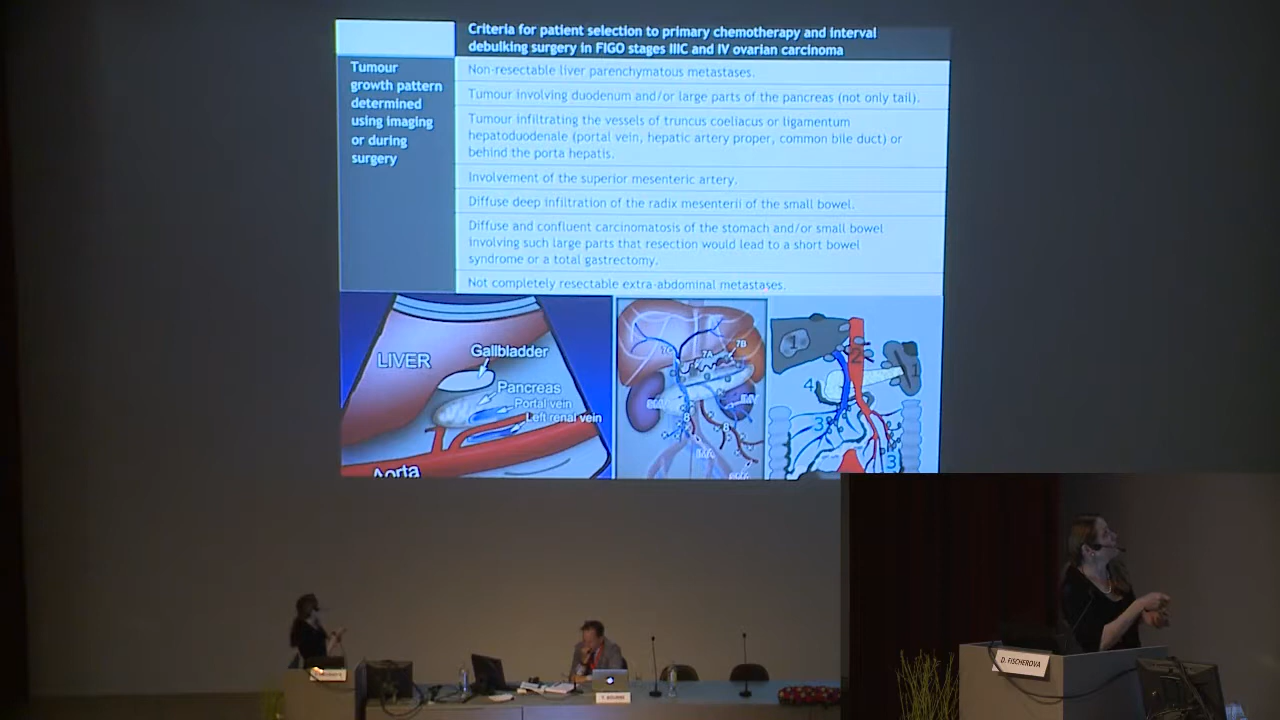 Criteria for patient selection to primary chemotherapy and interval
debulking surgery in FIGO stages IIIC and IV ovarian carcinoma
Tumour
growth pattern
determined
using imaging
or during
surgery
Non-resectable liver parenchymatous metastases.
Tumour involving duodenum and/or large parts of the pancreas (not only tail).
Tumour infiltrating the vessels of truncus coeliacus or ligamentum
hepatoduodenale (portal vein, hepatic artery proper, common bile duct) or
behind the porta hepatis.
Involvement of the superior mesenteric artery.
Diffuse deep infiltration of the radix mesenterii of the small bowel.
Diffuse and confluent carcinomatosis of the stomach and/or small bowel
involving such large parts that resection would lead to a short bowel
syndrome or a total gastrectomy.
Not completely resectable extra-abdominal metastases.
LIVER
Gallbladder
Pancreas
Portal vein
Left renal vein
Aorta
7C
7A
7B
8
8
IMA
1
2
1
4
3
3
D. FISCHEROVA